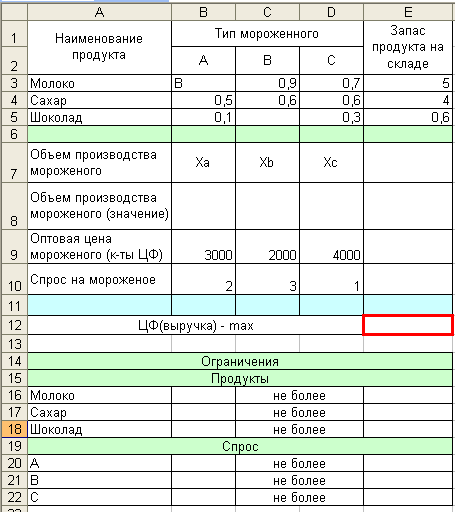 A B C D E
1 Наименование продукта Тип мороженного Запас продукта на складе
2 A B C
3 Молоко B 0,9 0,7 5
4 Сахар 0,5 0,6 0,6 4
5 Шоколад 0,1 0,3 0,6
6
7 Объем производства мороженого Xa Xb Xc
8 Объем производства мороженого (значение)
9 Оптовая цена мороженого (к-ты ЦФ) 3000 2000 4000
10 Спрос на мороженое 2 3 1
11
12 ЦФ(выручка) - max
13
14 Ограничения
15 Продукты
16 Молоко не более
17 Сахар не более
18 Шоколад не более
19 Спрос
20 A не более
21 B не более
22 C не более